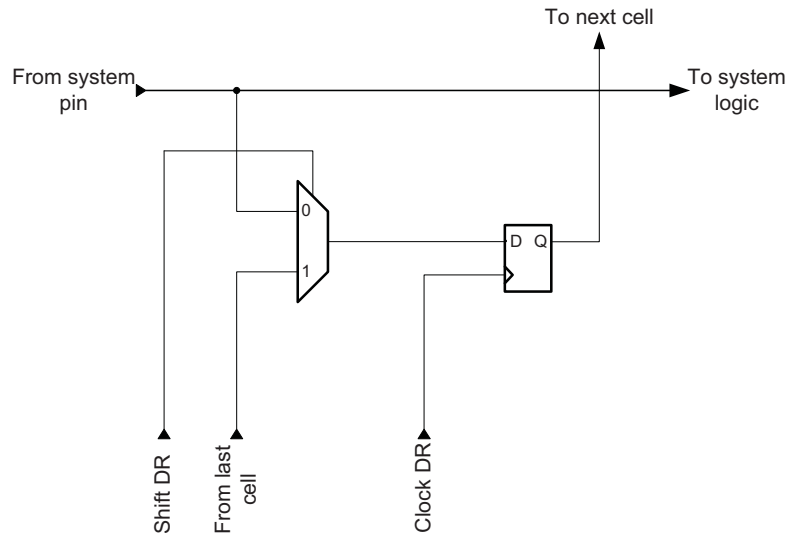 To next cell
From system
pin
To system
logic
0
D Q
1
Shift DR
From last
cell
Clock DR